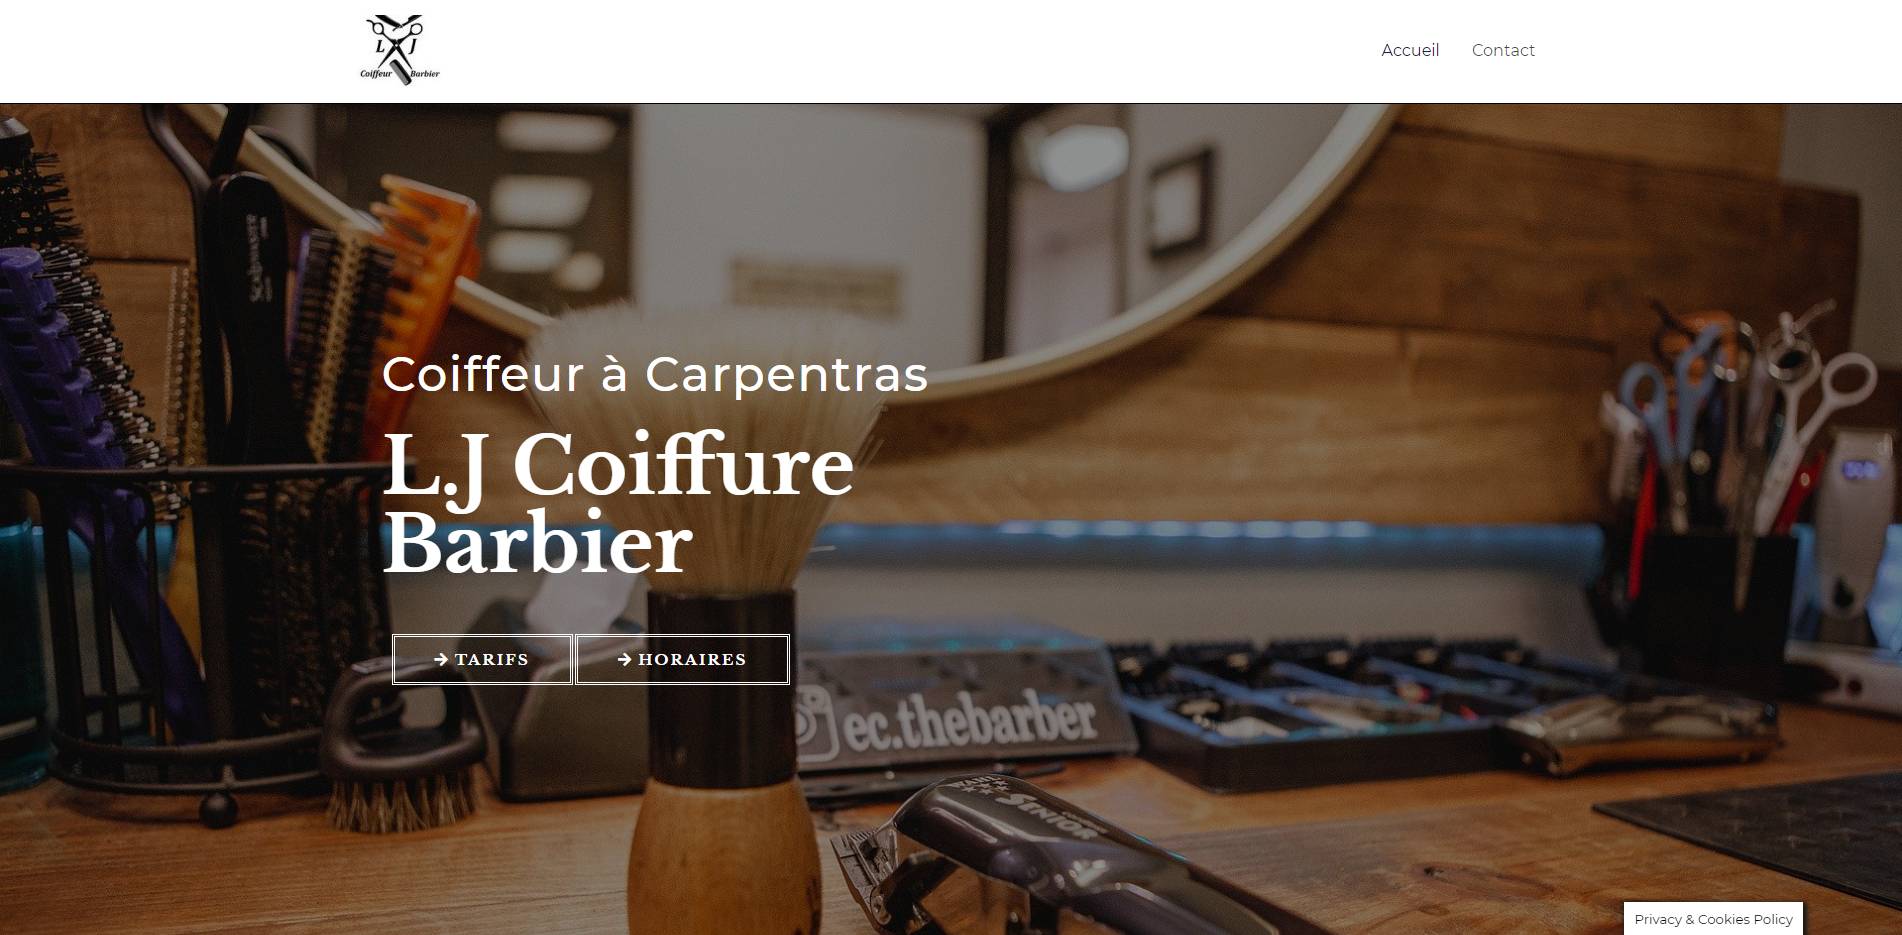 L J
Coiffeur Barbier
Accueil
Contact
Coiffeur à Carpentras
L.J Coiffure
Barbier
TARIFS
HORAIRES
ec.thebarber
SENIOR
Privacy & Cookies Policy